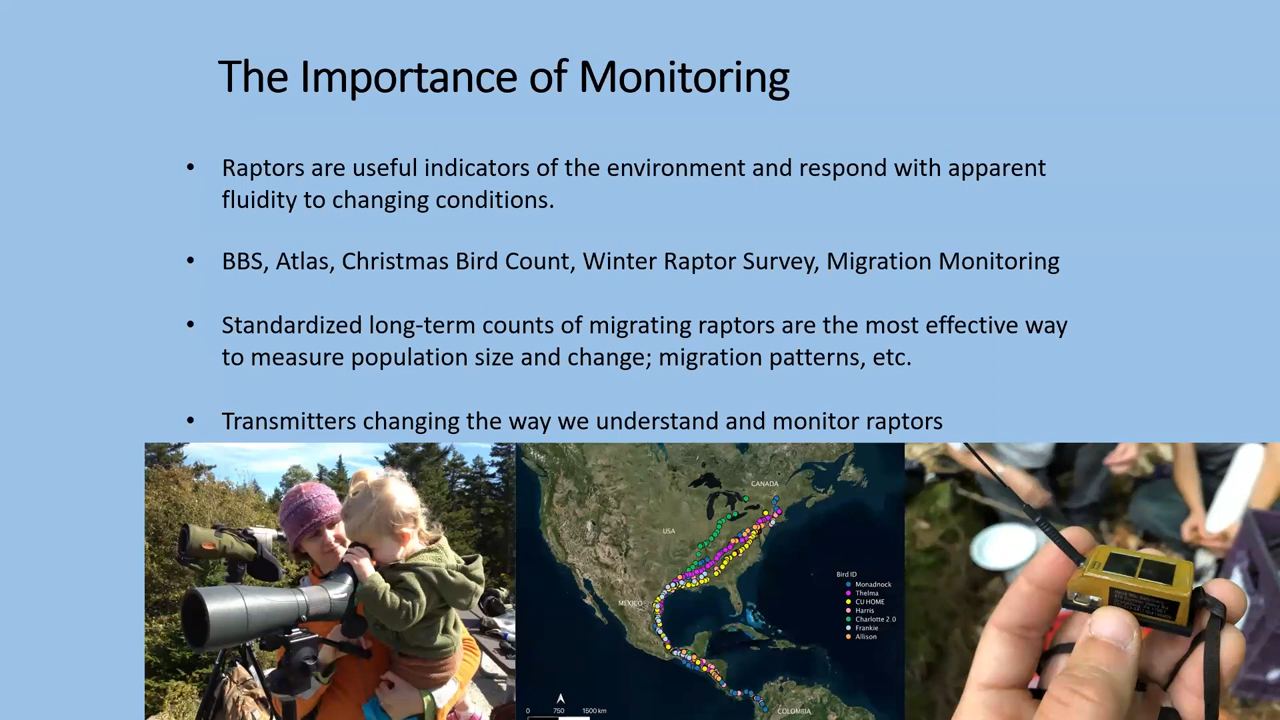 The Importance of Monitoring
• Raptors are useful indicators of the environment and respond with apparent
fluidity to changing conditions.
• BBS, Atlas, Christmas Bird Count, Winter Raptor Survey, Migration Monitoring
• Standardized long-term counts of migrating raptors are the most effective way
to measure population size and change; migration patterns, etc.
• Transmitters changing the way we understand and monitor raptors
CANADA
USA
MEXICO
COLOMBIA
Bird ID
Monadnock
Thelma
CU HOME
Harris
Charlotte 2.0
Frankie
Allison
0 750 1500 km